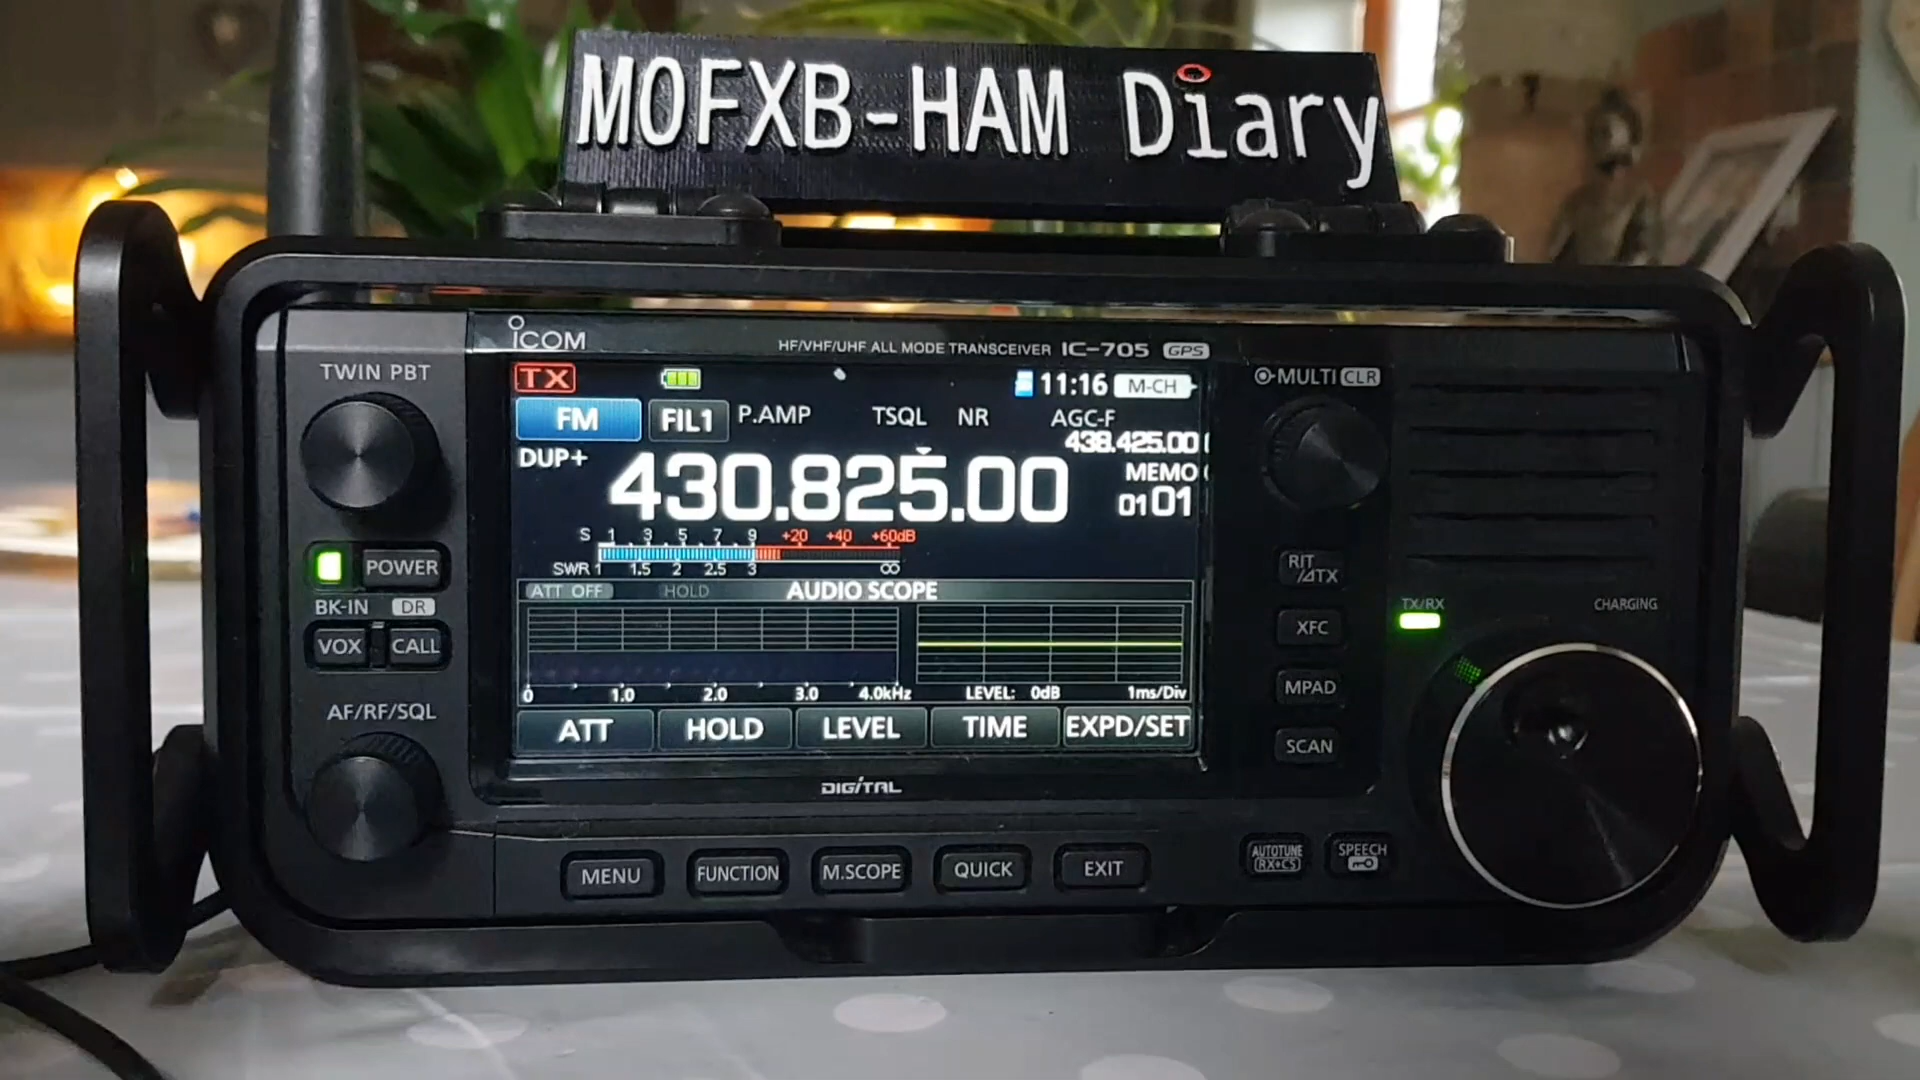 M0FXB-HAM Diary
ICOM
HF/VHF/UHF ALL MODE TRANSCEIVER IC-705 GPS
TWIN PBT
TX
11:16 M-CH
MULTI CLR
FM FIL1 P.AMP TSQL NR AGC-F
438.425.00
DUP+ 430.825.00 MEMO
01 01
S 1 3 5 7 9 +20 +40 +60dB
SWR 1 1.5 2 2.5 3 ∞
POWER
ATT OFF HOLD AUDIO SCOPE
BK-IN DR
VOX CALL
0 1.0 2.0 3.0 4.0kHz LEVEL: 0dB 1ms/Div
ATT HOLD LEVEL TIME EXPD/SET
AF/RF/SQL
DIGITAL
RIT
/⊿TX
XFC
MPAD
SCAN
TX/RX
CHARGING
MENU FUNCTION M.SCOPE QUICK EXIT
AUTOTUNE
RX➔CS
SPEECH